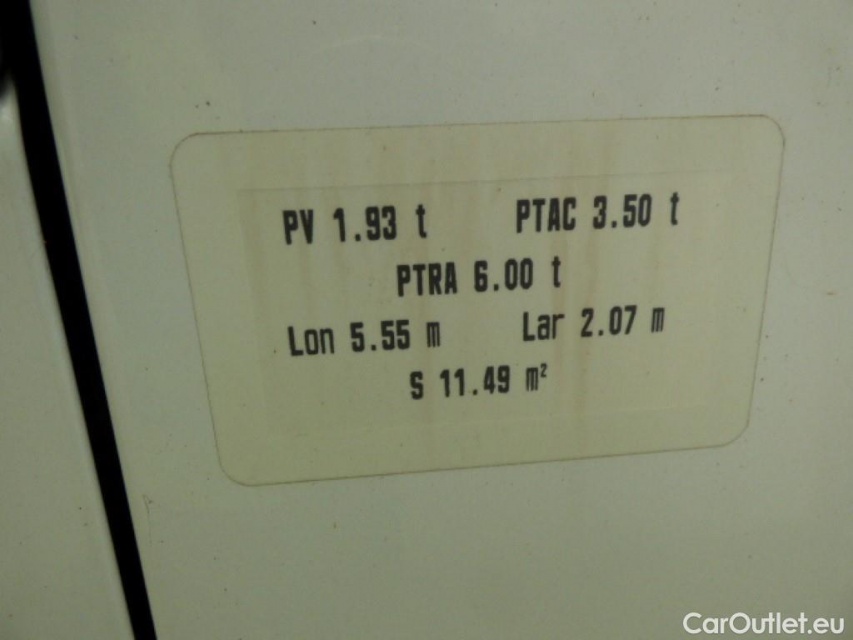 PV 1.93 t PTAC 3.50 t
PTRA 6.00 t
Lon 5.55 m Lar 2.07 m
S 11.49 m²
CarOutlet.eu